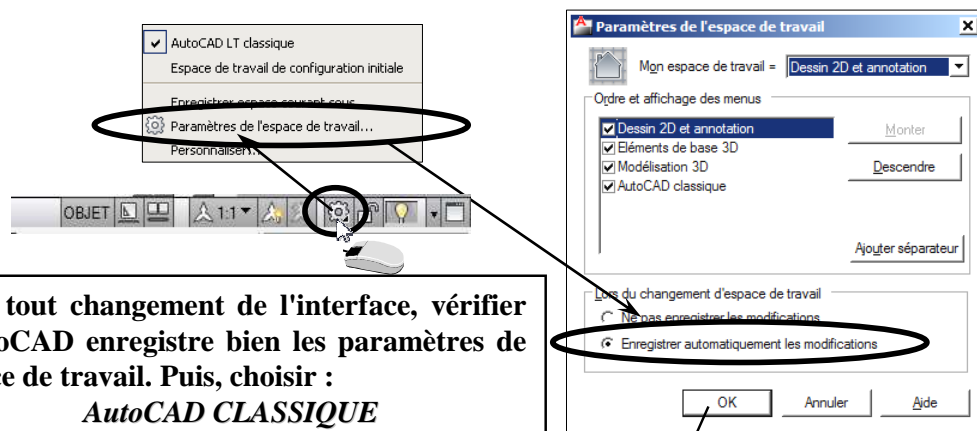 AutoCAD LT classique
Espace de travail de configuration initiale
Enregistrer espace courant sous...
Paramètres de l'espace de travail...
Personnaliser...
OBJET
1:1
tout changement de l'interface, vérifier
oCAD enregistre bien les paramètres de
ce de travail. Puis, choisir :
AutoCAD CLASSIQUE
Paramètres de l'espace de travail
Mon espace de travail = Dessin 2D et annotation
Ordre et affichage des menus
Dessin 2D et annotation
Eléments de base 3D
Modélisation 3D
AutoCAD classique
Monter
Descendre
Ajouter séparateur
Lors du changement d'espace de travail
Ne pas enregistrer les modifications
Enregistrer automatiquement les modifications
OK Annuler Aide